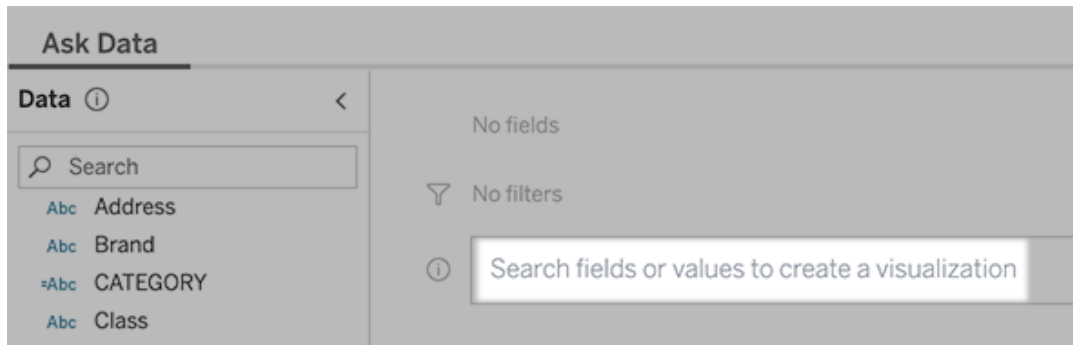 Ask Data
Data
Search
Abc Address
Abc Brand
=Abc CATEGORY
Abc Class
No fields
No filters
Search fields or values to create a visualization